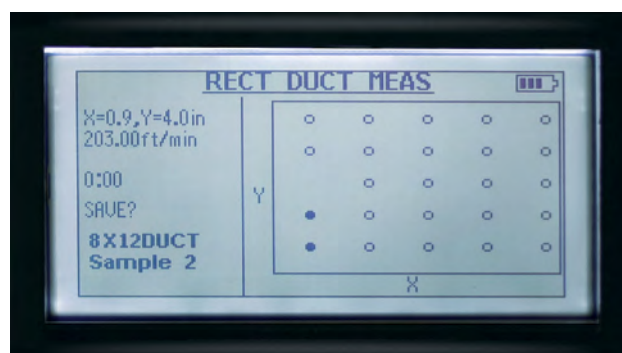 RECT DUCT MEAS
X=0.9,Y=4.0in
203.00ft/min
0:00
SAVE?
8X12DUCT
Sample 2
Y
X